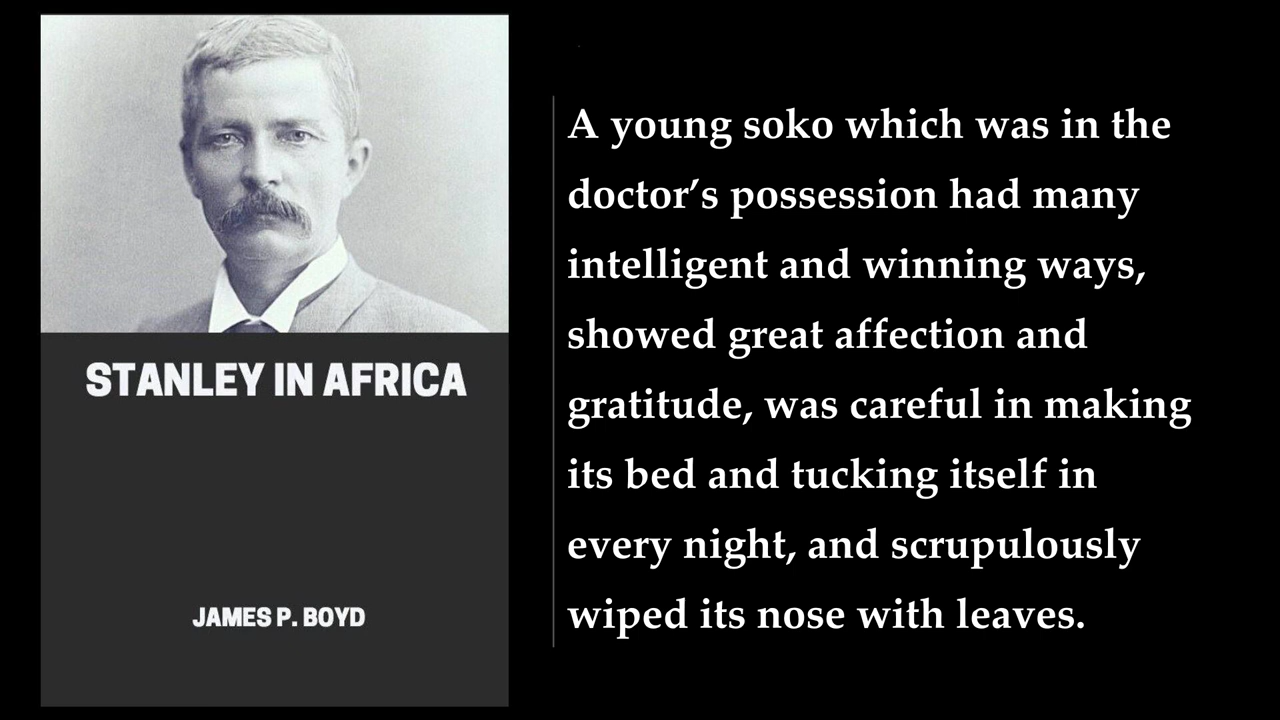 STANLEY IN AFRICA
JAMES P. BOYD
A young soko which was in the
doctor’s possession had many
intelligent and winning ways,
showed great affection and
gratitude, was careful in making
its bed and tucking itself in
every night, and scrupulously
wiped its nose with leaves.